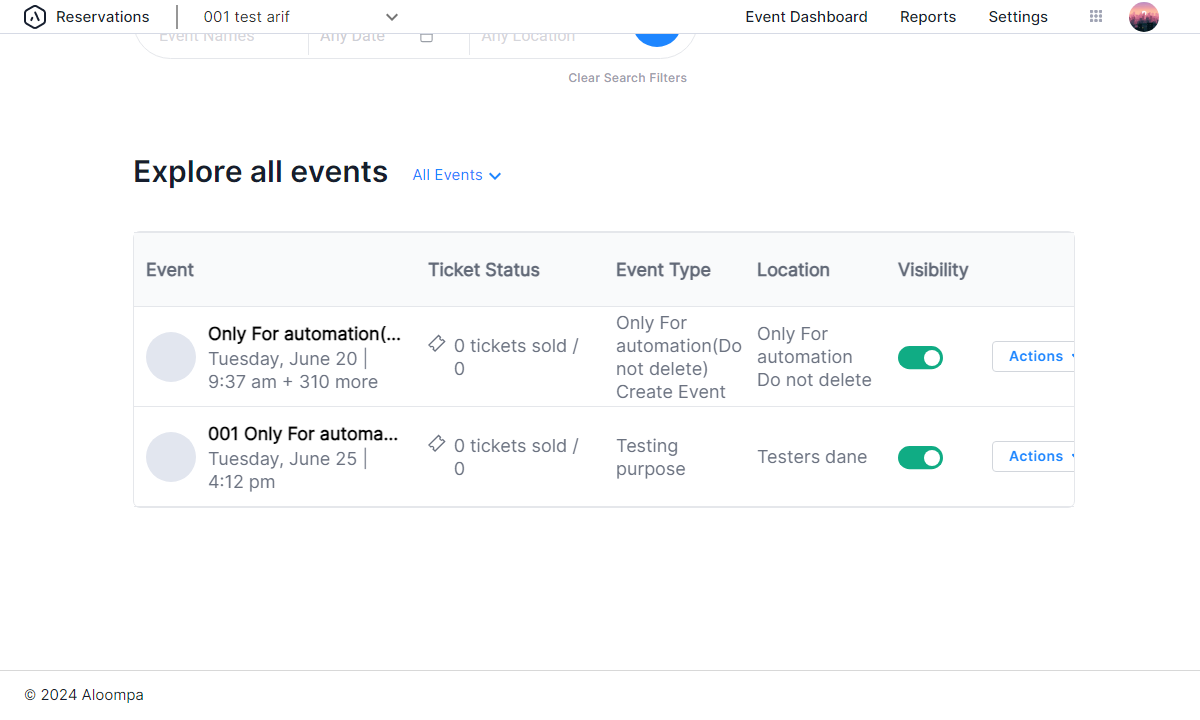 Reservations
001 test arif
Event Dashboard
Reports
Settings
Event Names
Any Date
Any Location
Clear Search Filters
Explore all events
All Events
Event
Ticket Status
Event Type
Location
Visibility
Only For automation(...
Tuesday, June 20 |
9:37 am + 310 more
0 tickets sold /
0
Only For
automation(Do
not delete)
Create Event
Only For
automation
Do not delete
Actions
001 Only For automa...
Tuesday, June 25 |
4:12 pm
0 tickets sold /
0
Testing
purpose
Testers dane
Actions
© 2024 Aloompa